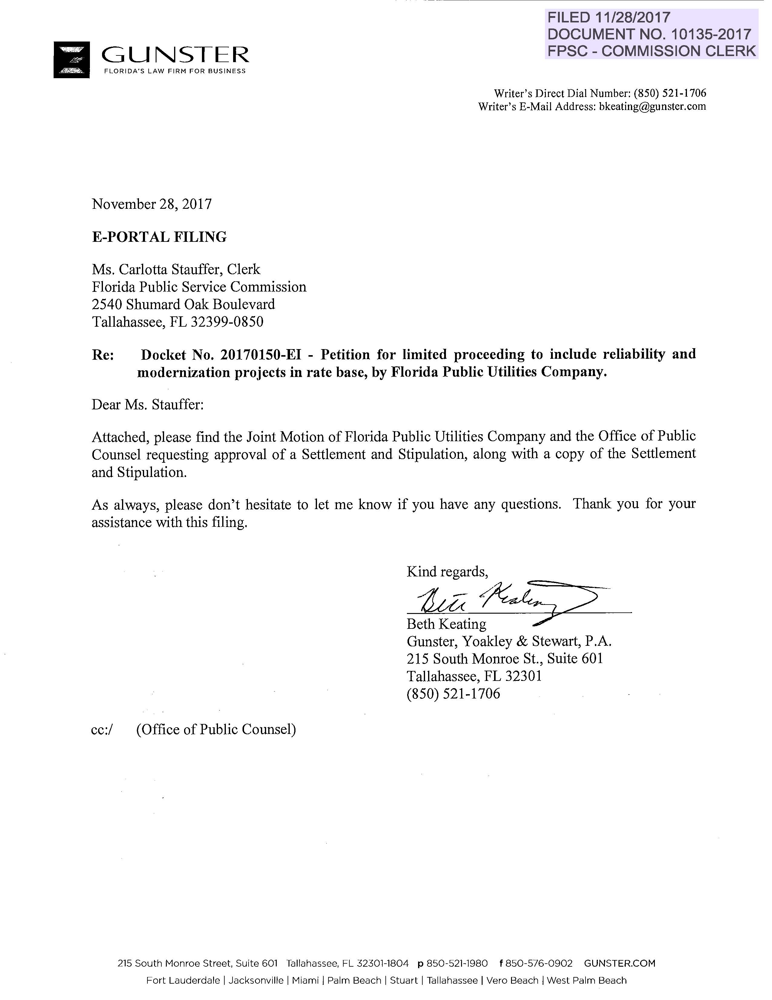 FILED 11/28/2017
DOCUMENT NO. 10135-2017
FPSC - COMMISSION CLERK
GUNSTER
FLORIDA'S LAW FIRM FOR BUSINESS
Writer's Direct Dial Number: (850) 521-1706
Writer's E-Mail Address: bkeating@gunster.com
November 28, 2017
E-PORTAL FILING
Ms. Carlotta Stauffer, Clerk
Florida Public Service Commission
2540 Shumard Oak Boulevard
Tallahassee, FL 32399-0850
Re: Docket No. 20170150-EI - Petition for limited proceeding to include reliability and
modernization projects in rate base, by Florida Public Utilities Company.
Dear Ms. Stauffer:
Attached, please find the Joint Motion of Florida Public Utilities Company and the Office of Public
Counsel requesting approval of a Settlement and Stipulation, along with a copy of the Settlement
and Stipulation.
As always, please don't hesitate to let me know if you have any questions. Thank you for your
assistance with this filing.
Kind regards,
Beth Keating
Beth Keating
Gunster, Yoakley & Stewart, P.A.
215 South Monroe St., Suite 601
Tallahassee, FL 32301
(850) 521-1706
cc:/ (Office of Public Counsel)
215 South Monroe Street, Suite 601 Tallahassee, FL 32301-1804 p 850-521-1980 f 850-576-0902 GUNSTER.COM
Fort Lauderdale | Jacksonville | Miami | Palm Beach | Stuart | Tallahassee | Vero Beach | West Palm Beach